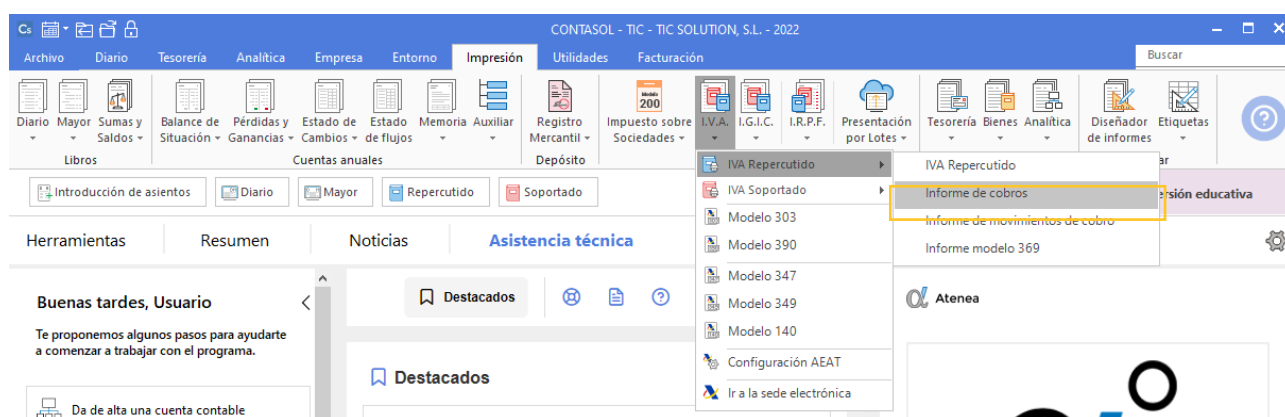 Cs CONTASOL - TIC - TIC SOLUTION, S.L. - 2022
Archivo Diario Tesorería Analítica Empresa Entorno Impresión Utilidades Facturación Buscar
Diario Mayor Sumas y Saldos
Balance de Situación Pérdidas y Ganancias Estado de Cambios Estado de flujos Memoria Auxiliar
Registro Mercantil
Modelo 200 Impuesto sobre Sociedades I.V.A. I.G.I.C. I.R.P.F. Presentación por Lotes
Tesorería Bienes Analítica
Diseñador de informes Etiquetas
Libros Cuentas anuales Depósito
Introducción de asientos Diario Mayor Repercutido Soportado
IVA Repercutido
IVA Soportado
Modelo 303
Modelo 390
Modelo 347
Modelo 349
Modelo 140
Configuración AEAT
Ir a la sede electrónica
IVA Repercutido
Informe de cobros
Informe de movimientos de cobro
Informe modelo 369
educativa
Herramientas Resumen Noticias Asistencia técnica
Buenas tardes, Usuario
Te proponemos algunos pasos para ayudarte
a comenzar a trabajar con el programa.
Da de alta una cuenta contable
Destacados
Destacados
Atenea